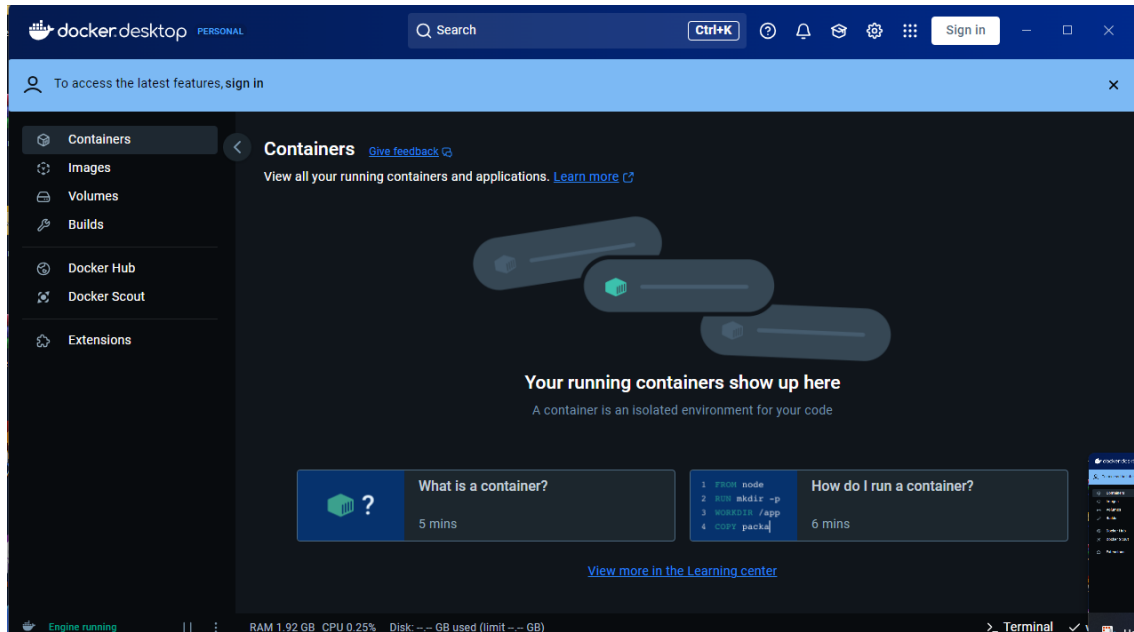 docker.desktop PERSONAL
Search Ctrl+K
Sign in
To access the latest features, sign in
Containers
Images
Volumes
Builds
Docker Hub
Docker Scout
Extensions
Containers Give feedback
View all your running containers and applications. Learn more
Your running containers show up here
A container is an isolated environment for your code
?
What is a container?
5 mins
1 FROM node
2 RUN mkdir -p
3 WORKDIR /app
4 COPY packa
How do I run a container?
6 mins
View more in the Learning center
Engine running
RAM 1.92 GB CPU 0.25% Disk: --.-- GB used (limit --.-- GB)
>_ Terminal